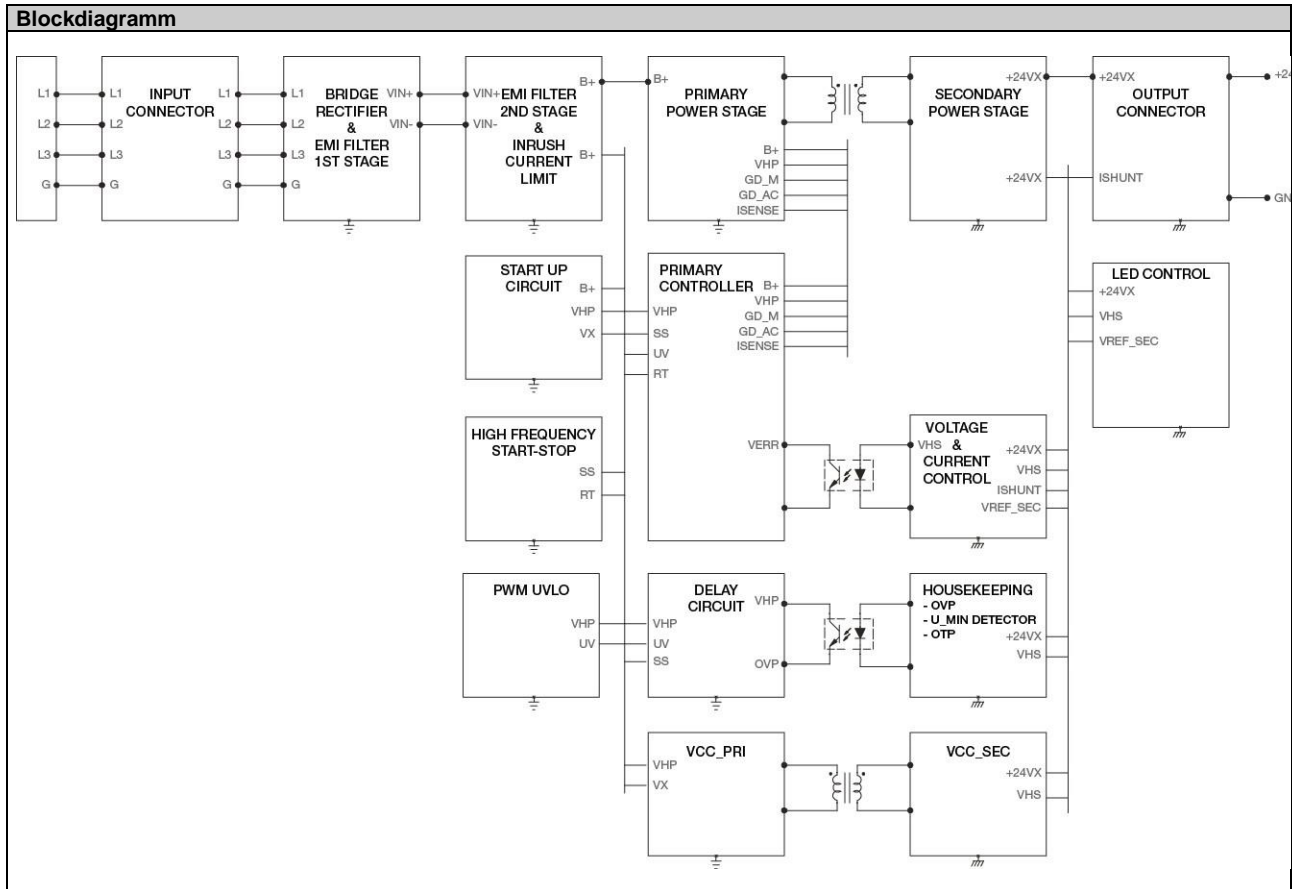 Blockdiagramm
L1
L2
L3
G
L1
L2
L3
G
INPUT
CONNECTOR
L1
L2
L3
G
L1
L2
L3
G
BRIDGE
RECTIFIER
&
EMI FILTER
1ST STAGE
VIN+
VIN-
VIN+
VIN-
EMI FILTER
2ND STAGE
&
INRUSH
CURRENT
LIMIT
B+
B+
B+
PRIMARY
POWER STAGE
B+
VHP
GD_M
GD_AC
ISENSE
SECONDARY
POWER STAGE
+24VX
+24VX
+24VX
ISHUNT
OUTPUT
CONNECTOR
+24
GN
START UP
CIRCUIT
B+
VHP
VX
PRIMARY
CONTROLLER
VHP
SS
UV
RT
B+
VHP
GD_M
GD_AC
ISENSE
VERR
LED CONTROL
+24VX
VHS
VREF_SEC
HIGH FREQUENCY
START-STOP
SS
RT
VOLTAGE
&
CURRENT
CONTROL
VHS
+24VX
VHS
ISHUNT
VREF_SEC
PWM UVLO
VHP
UV
DELAY
CIRCUIT
VHP
UV
SS
VHP
OVP
HOUSEKEEPING
- OVP
- U_MIN DETECTOR
- OTP
+24VX
VHS
VCC_PRI
VHP
VX
VCC_SEC
+24VX
VHS